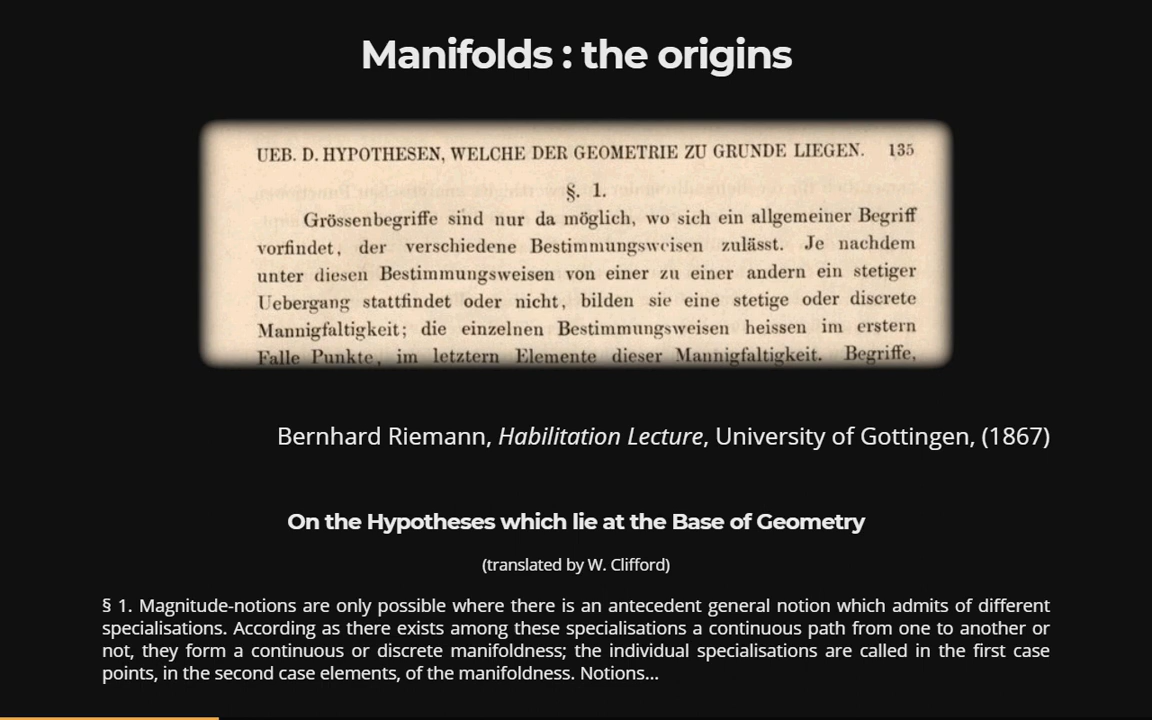 Manifolds : the origins
UEB. D. HYPOTHESEN, WELCHE DER GEOMETRIE ZU GRUNDE LIEGEN. 135
§. 1.
Grössenbegriffe sind nur da möglich, wo sich ein allgemeiner Begriff
vorfindet, der verschiedene Bestimmungsweisen zulässt. Je nachdem
unter diesen Bestimmungsweisen von einer zu einer andern ein stetiger
Uebergang stattfindet oder nicht, bilden sie eine stetige oder discrete
Mannigfaltigkeit; die einzelnen Bestimmungsweisen heissen im erstern
Falle Punkte, im letztern Elemente dieser Mannigfaltigkeit. Begriffe,
Bernhard Riemann, Habilitation Lecture, University of Gottingen, (1867)
On the Hypotheses which lie at the Base of Geometry
(translated by W. Clifford)
§ 1. Magnitude-notions are only possible where there is an antecedent general notion which admits of different
specialisations. According as there exists among these specialisations a continuous path from one to another or
not, they form a continuous or discrete manifoldness; the individual specialisations are called in the first case
points, in the second case elements, of the manifoldness. Notions...